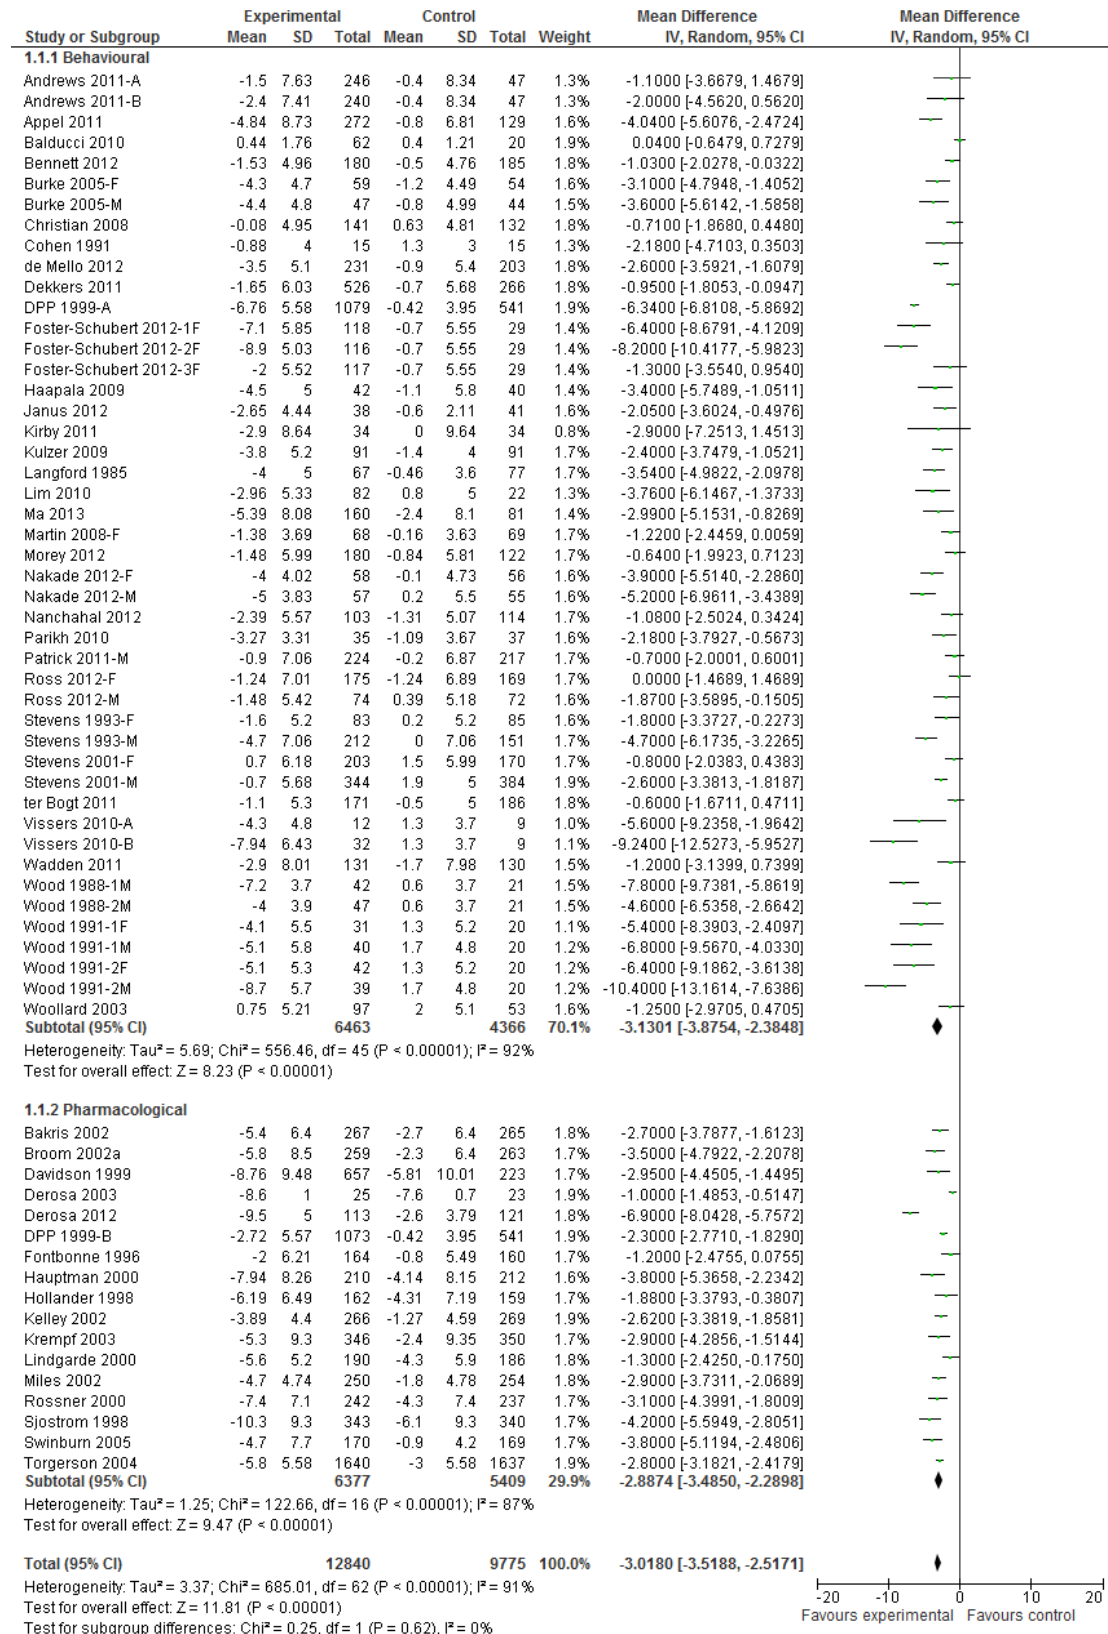 Experimental Control Mean Difference Mean Difference
Study or Subgroup Mean SD Total Mean SD Total Weight IV, Random, 95% CI IV, Random, 95% CI
1.1.1 Behavioural
Andrews 2011-A -1.5 7.63 246 -0.4 8.34 47 1.3% -1.1000 [-3.6679, 1.4679]
Andrews 2011-B -2.4 7.41 240 -0.4 8.34 47 1.3% -2.0000 [-4.5620, 0.5620]
Appel 2011 -4.84 8.73 272 -0.8 6.81 129 1.6% -4.0400 [-5.6076, -2.4724]
Balducci 2010 0.44 1.76 62 0.4 1.21 20 1.9% 0.0400 [-0.6479, 0.7279]
Bennett 2012 -1.53 4.96 180 -0.5 4.76 185 1.8% -1.0300 [-2.0278, -0.0322]
Burke 2005-F -4.3 4.7 59 -1.2 4.49 54 1.6% -3.1000 [-4.7948, -1.4052]
Burke 2005-M -4.4 4.8 47 -0.8 4.99 44 1.5% -3.6000 [-5.6142, -1.5858]
Christian 2008 -0.08 4.95 141 0.63 4.81 132 1.8% -0.7100 [-1.8680, 0.4480]
Cohen 1991 -0.88 4 15 1.3 3 15 1.3% -2.1800 [-4.7103, 0.3503]
de Mello 2012 -3.5 5.1 231 -0.9 5.4 203 1.8% -2.6000 [-3.5921, -1.6079]
Dekkers 2011 -1.65 6.03 526 -0.7 5.68 266 1.8% -0.9500 [-1.8053, -0.0947]
DPP 1999-A -6.76 5.58 1079 -0.42 3.95 541 1.9% -6.3400 [-6.8108, -5.8692]
Foster-Schubert 2012-1F -7.1 5.85 118 -0.7 5.55 29 1.4% -6.4000 [-8.6791, -4.1209]
Foster-Schubert 2012-2F -8.9 5.03 116 -0.7 5.55 29 1.4% -8.2000 [-10.4177, -5.9823]
Foster-Schubert 2012-3F -2 5.52 117 -0.7 5.55 29 1.4% -1.3000 [-3.5540, 0.9540]
Haapala 2009 -4.5 5 42 -1.1 5.8 40 1.4% -3.4000 [-5.7489, -1.0511]
Janus 2012 -2.65 4.44 38 -0.6 2.11 41 1.7% -2.0500 [-3.6024, -0.4976]
Kirby 2011 -2.9 8.64 34 0 9.64 34 0.8% -2.9000 [-7.2513, 1.4513]
Kulzer 2009 -3.8 5.2 91 -1.4 4 91 1.7% -2.4000 [-3.7479, -1.0521]
Langford 1985 -4 5 67 -0.46 3.6 77 1.7% -3.5400 [-4.9822, -2.0978]
Lim 2010 -2.96 5.33 82 0.8 5 22 1.3% -3.7600 [-6.1467, -1.3733]
Ma 2013 -5.39 8.08 160 -2.4 8.1 81 1.4% -2.9900 [-5.1531, -0.8269]
Martin 2008-F -1.38 3.69 68 -0.16 3.63 69 1.7% -1.2200 [-2.4459, 0.0059]
Morey 2012 -1.48 5.99 180 -0.84 5.81 122 1.7% -0.6400 [-1.9923, 0.7123]
Nakade 2012-F -4 4.02 58 -0.1 4.73 56 1.6% -3.9000 [-5.5140, -2.2860]
Nakade 2012-M -5 3.83 57 0.2 5.5 55 1.6% -5.2000 [-6.9611, -3.4389]
Nanchahal 2012 -2.39 5.57 103 -1.31 5.07 114 1.7% -1.0800 [-2.5024, 0.3424]
Parikh 2010 -3.27 3.31 35 -1.09 3.67 37 1.6% -2.1800 [-3.7927, -0.5673]
Patrick 2011-M -0.9 7.06 224 -0.2 6.87 217 1.7% -0.7000 [-2.0001, 0.6001]
Ross 2012-F -1.24 7.01 175 -1.24 6.89 169 1.7% 0.0000 [-1.4689, 1.4689]
Ross 2012-M -1.48 5.42 74 0.39 5.18 72 1.6% -1.8700 [-3.5895, -0.1505]
Stevens 1993-F -1.6 5.2 83 0.2 5.2 85 1.6% -1.8000 [-3.3727, -0.2273]
Stevens 1993-M -4.7 7.06 212 0 7.06 151 1.7% -4.7000 [-6.1735, -3.2265]
Stevens 2001-F 0.7 6.18 203 1.5 5.99 170 1.7% -0.8000 [-2.0383, 0.4383]
Stevens 2001-M -0.7 5.68 344 1.9 5 384 1.9% -2.6000 [-3.3813, -1.8187]
ter Bogt 2011 -1.1 5.3 171 -0.5 5 186 1.8% -0.6000 [-1.6711, 0.4711]
Vissers 2010-A -4.3 4.8 12 1.3 3.7 9 1.0% -5.6000 [-9.2358, -1.9642]
Vissers 2010-B -7.94 6.43 32 1.3 3.7 9 1.1% -9.2400 [-12.5273, -5.9527]
Wadden 2011 -2.9 8.01 131 -1.7 7.98 130 1.5% -1.2000 [-3.1399, 0.7399]
Wood 1988-1M -7.2 3.7 42 0.6 3.7 21 1.5% -7.8000 [-9.7381, -5.8619]
Wood 1988-2M -4 3.9 47 0.6 3.7 21 1.5% -4.6000 [-6.5358, -2.6642]
Wood 1991-1F -4.1 5.5 31 1.3 5.2 20 1.1% -5.4000 [-8.3903, -2.4097]
Wood 1991-1M -5.1 5.8 40 1.7 4.8 20 1.2% -6.8000 [-9.5670, -4.0330]
Wood 1991-2F -5.1 5.3 42 1.3 5.2 20 1.2% -6.4000 [-9.1862, -3.6138]
Wood 1991-2M -8.7 5.7 39 1.7 4.8 20 1.2% -10.4000 [-13.1614, -7.6386]
Woollard 2003 0.75 5.21 97 2 5.1 53 1.6% -1.2500 [-2.9705, 0.4705]
Subtotal (95% CI) 6463 4366 70.1% -3.1301 [-3.8754, -2.3848]
Heterogeneity: Tau² = 5.69; Chi² = 556.46, df = 45 (P < 0.00001); I² = 92%
Test for overall effect: Z = 8.23 (P < 0.00001)
1.1.2 Pharmacological
Bakris 2002 -5.4 6.4 267 -2.7 6.4 265 1.8% -2.7000 [-3.7877, -1.6123]
Broom 2002a -5.8 8.5 259 -2.3 6.4 263 1.7% -3.5000 [-4.7922, -2.2078]
Davidson 1999 -8.76 9.48 657 -5.81 10.01 223 1.7% -2.9500 [-4.4505, -1.4495]
Derosa 2003 -8.6 1 25 -7.6 0.7 23 1.9% -1.0000 [-1.4853, -0.5147]
Derosa 2012 -9.5 5 113 -2.6 3.79 121 1.8% -6.9000 [-8.0428, -5.7572]
DPP 1999-B -2.72 5.57 1073 -0.42 3.95 541 1.9% -2.3000 [-2.7710, -1.8290]
Fontbonne 1996 -2 6.21 164 -0.8 5.49 160 1.7% -1.2000 [-2.4755, 0.0755]
Hauptman 2000 -7.94 8.26 210 -4.14 8.15 212 1.6% -3.8000 [-5.3658, -2.2342]
Hollander 1998 -6.19 6.49 162 -4.31 7.19 159 1.7% -1.8800 [-3.3793, -0.3807]
Kelley 2002 -3.89 4.4 266 -1.27 4.59 269 1.9% -2.6200 [-3.3819, -1.8581]
Krempf 2003 -5.3 9.3 346 -2.4 9.35 350 1.7% -2.9000 [-4.2856, -1.5144]
Lindgarde 2000 -5.6 5.2 190 -4.3 5.9 186 1.8% -1.3000 [-2.4250, -0.1750]
Miles 2002 -4.7 4.74 250 -1.8 4.78 254 1.8% -2.9000 [-3.7311, -2.0689]
Rossner 2000 -7.4 7.1 242 -4.3 7.4 237 1.7% -3.1000 [-4.3991, -1.8009]
Sjostrom 1998 -10.3 9.3 343 -6.1 9.3 340 1.7% -4.2000 [-5.5949, -2.8051]
Swinburn 2005 -4.7 7.7 170 -0.9 4.2 169 1.7% -3.8000 [-5.1194, -2.4806]
Torgerson 2004 -5.8 5.58 1640 -3 5.58 1637 1.9% -2.8000 [-3.1821, -2.4179]
Subtotal (95% CI) 6377 5409 29.9% -2.8874 [-3.4850, -2.2898]
Heterogeneity: Tau² = 1.25; Chi² = 122.66, df = 16 (P < 0.00001); I² = 87%
Test for overall effect: Z = 9.47 (P < 0.00001)
Total (95% CI) 12840 9775 100.0% -3.0180 [-3.5188, -2.5171]
Heterogeneity: Tau² = 3.37; Chi² = 685.01, df = 62 (P < 0.00001); I² = 91%
Test for overall effect: Z = 11.81 (P < 0.00001)
Test for subgroup differences: Chi² = 0.25, df = 1 (P = 0.62), I² = 0%
-20 -10 0 10 20
Favours experimental Favours control